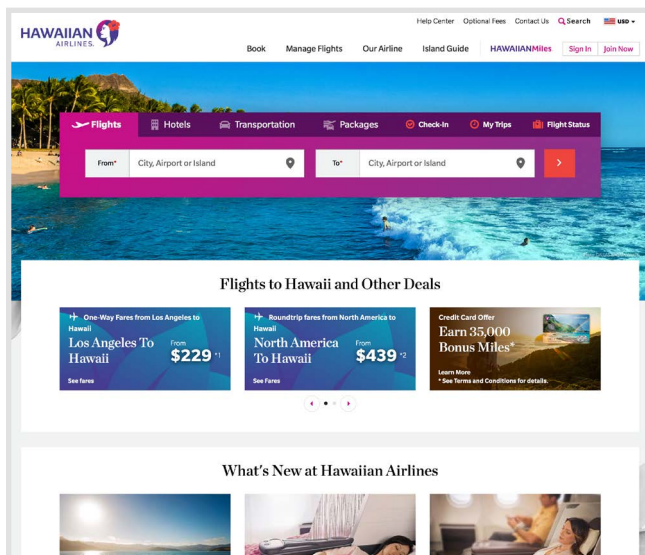 Help Center Optional Fees Contact Us Search USD
HAWAIIAN
AIRLINES.
Book Manage Flights Our Airline Island Guide HAWAIIANMiles Sign In Join Now
Flights Hotels Transportation Packages Check-In My Trips Flight Status
From* City, Airport or Island To* City, Airport or Island
Flights to Hawaii and Other Deals
One-Way Fares from Los Angeles to
Hawaii
Los Angeles To
Hawaii
From
$229 *1
See fares
Roundtrip fares from North America to
Hawaii
North America
To Hawaii
From
$439 *2
See Fares
Credit Card Offer
Earn 35,000
Bonus Miles*
Learn More
* See Terms and Conditions for details.
What's New at Hawaiian Airlines